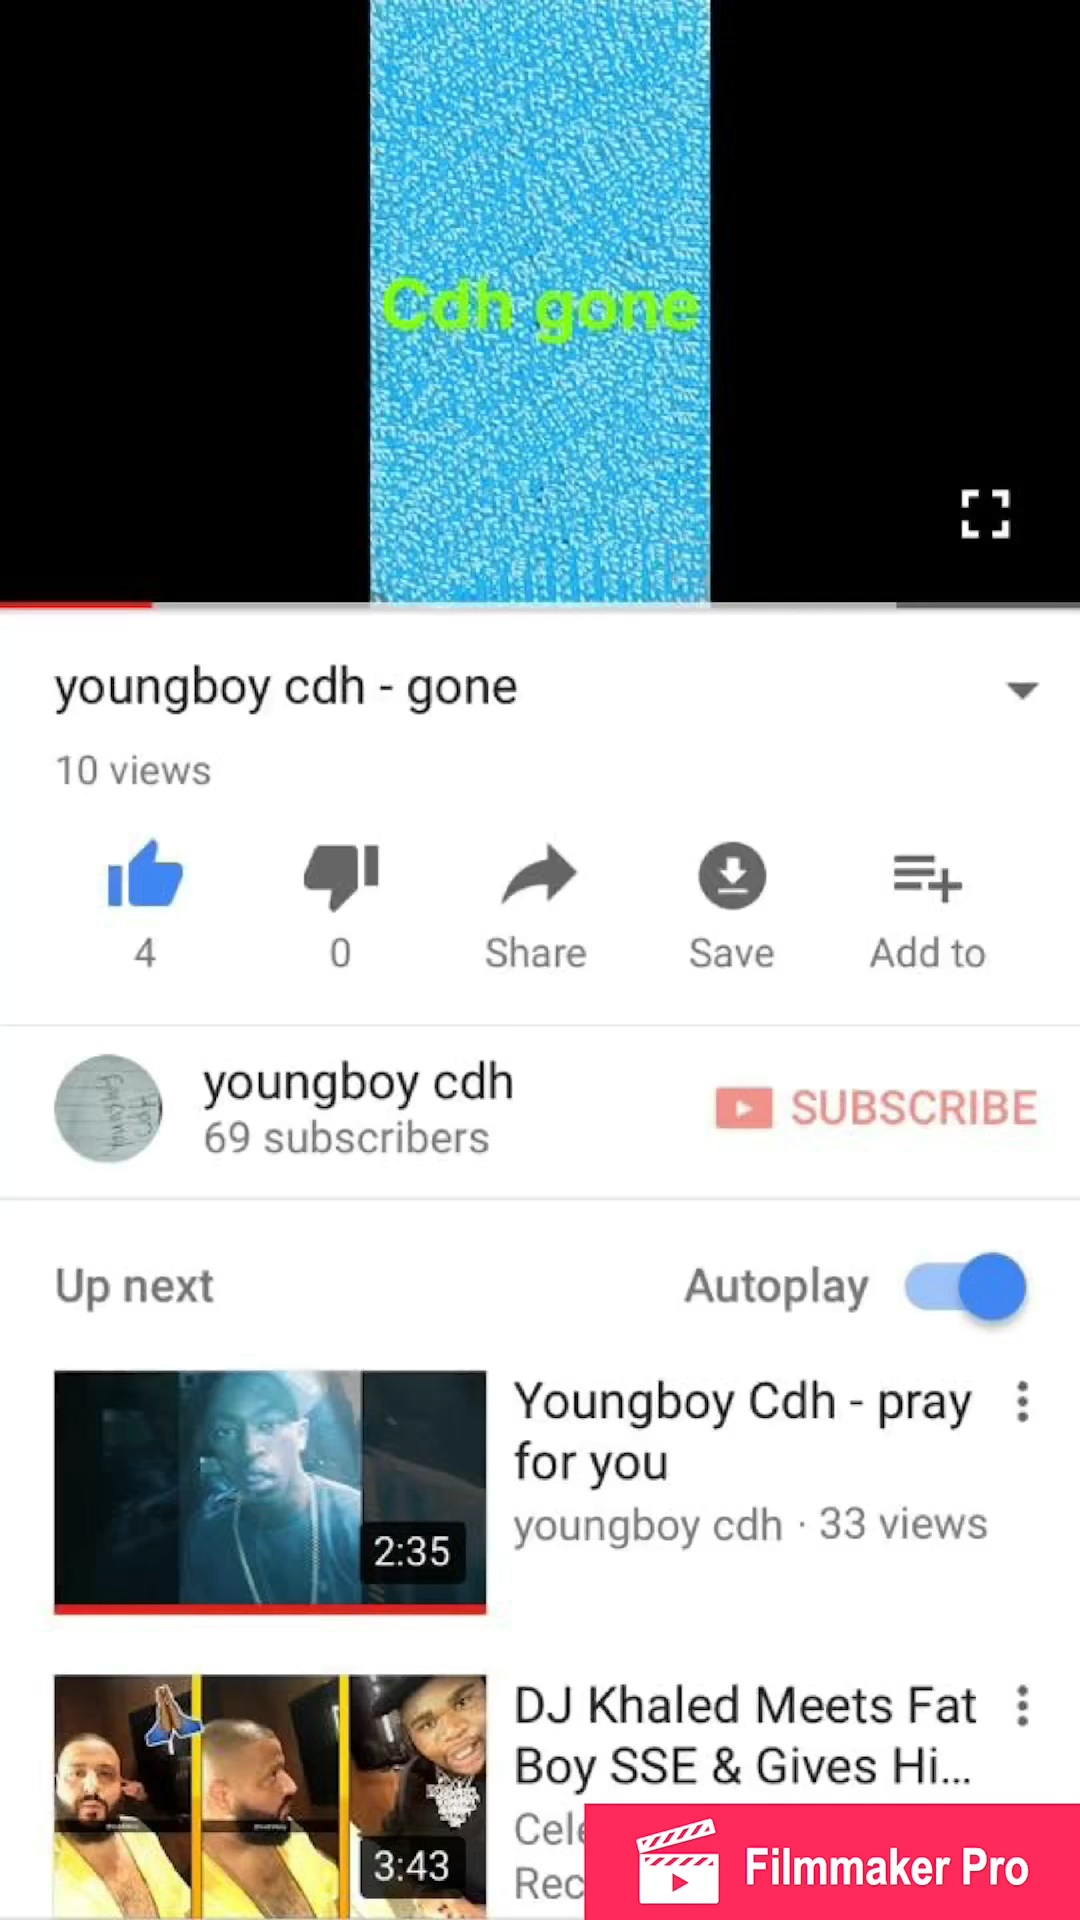 Cdh gone
youngboy cdh - gone
10 views
4
0
Share
Save
Add to
youngboy cdh
69 subscribers
SUBSCRIBE
Up next
Autoplay
2:35
Youngboy Cdh - pray
for you
youngboy cdh · 33 views
3:43
DJ Khaled Meets Fat
Boy SSE & Gives Hi...
Cele
Rec
Filmmaker Pro